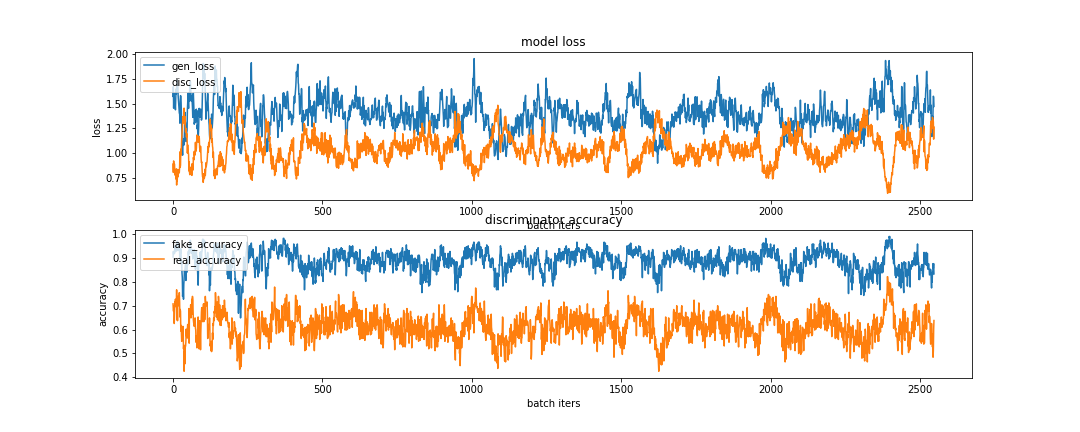 model loss
2.00
1.75
1.50
1.25
1.00
0.75
loss
gen_loss
disc_loss
0
500
1000
1500
2000
2500
batch iters
discriminator accuracy
1.0
0.9
0.8
0.7
0.6
0.5
0.4
accuracy
fake_accuracy
real_accuracy
0
500
1000
1500
2000
2500
batch iters